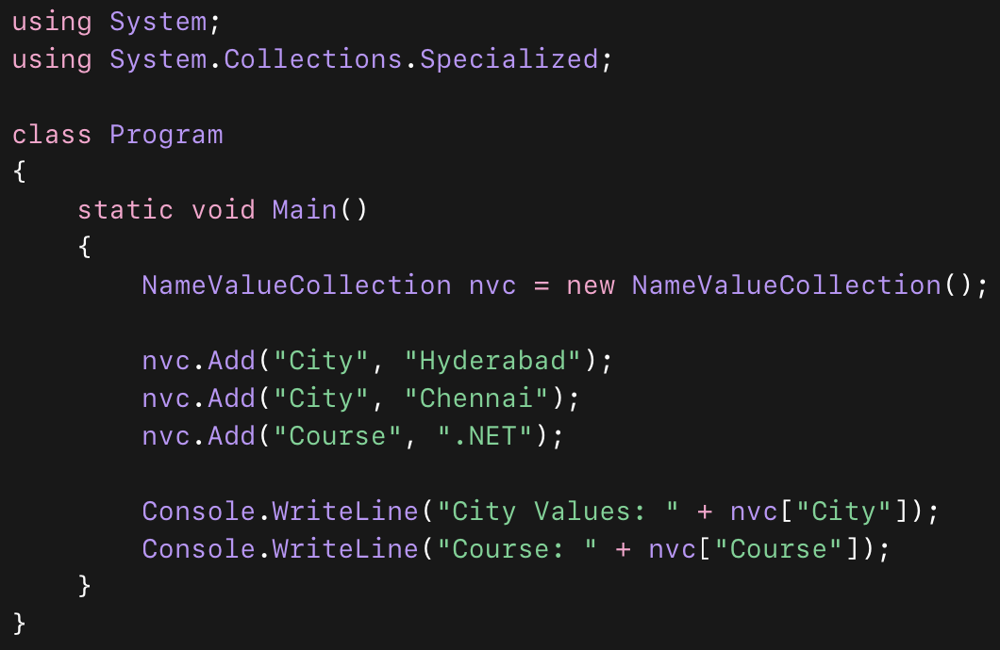 using System;
using System.Collections.Specialized;

class Program
{
    static void Main()
    {
        NameValueCollection nvc = new NameValueCollection();

        nvc.Add("City", "Hyderabad");
        nvc.Add("City", "Chennai");
        nvc.Add("Course", ".NET");

        Console.WriteLine("City Values: " + nvc["City"]);
        Console.WriteLine("Course: " + nvc["Course"]);
    }
}